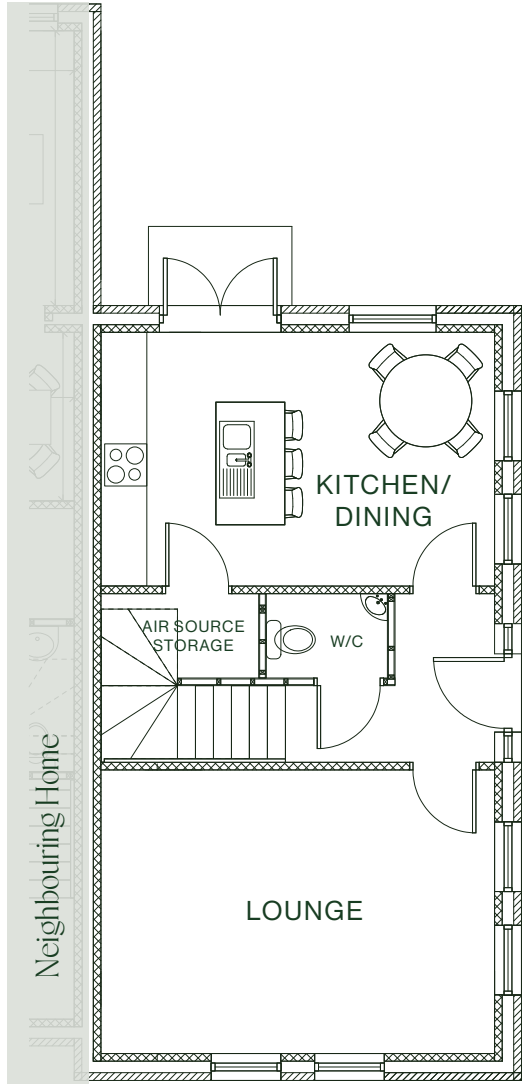 KITCHEN/
DINING
AIR SOURCE
STORAGE
W/C
Neighbouring Home
LOUNGE